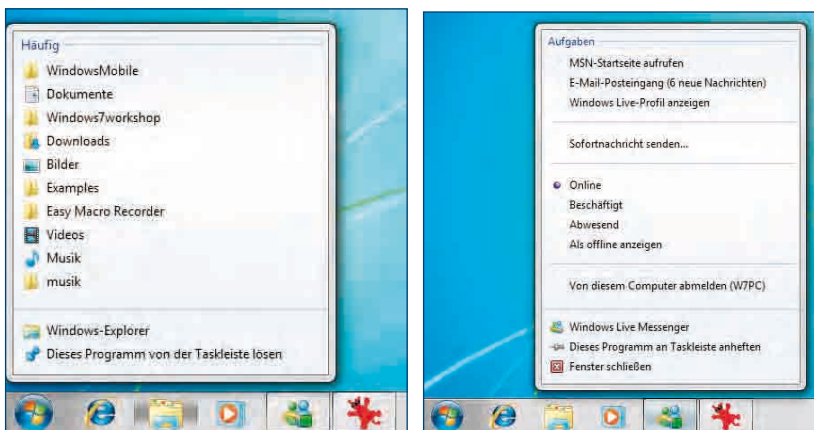 Häufig
WindowsMobile
Dokumente
Windows7workshop
Downloads
Bilder
Examples
Easy Macro Recorder
Videos
Musik
musik
Windows-Explorer
Dieses Programm von der Taskleiste lösen
Aufgaben
MSN-Startseite aufrufen
E-Mail-Posteingang (6 neue Nachrichten)
Windows Live-Profil anzeigen
Sofortnachricht senden...
Online
Beschäftigt
Abwesend
Als offline anzeigen
Von diesem Computer abmelden (W7PC)
Windows Live Messenger
Dieses Programm an Taskleiste anheften
Fenster schließen